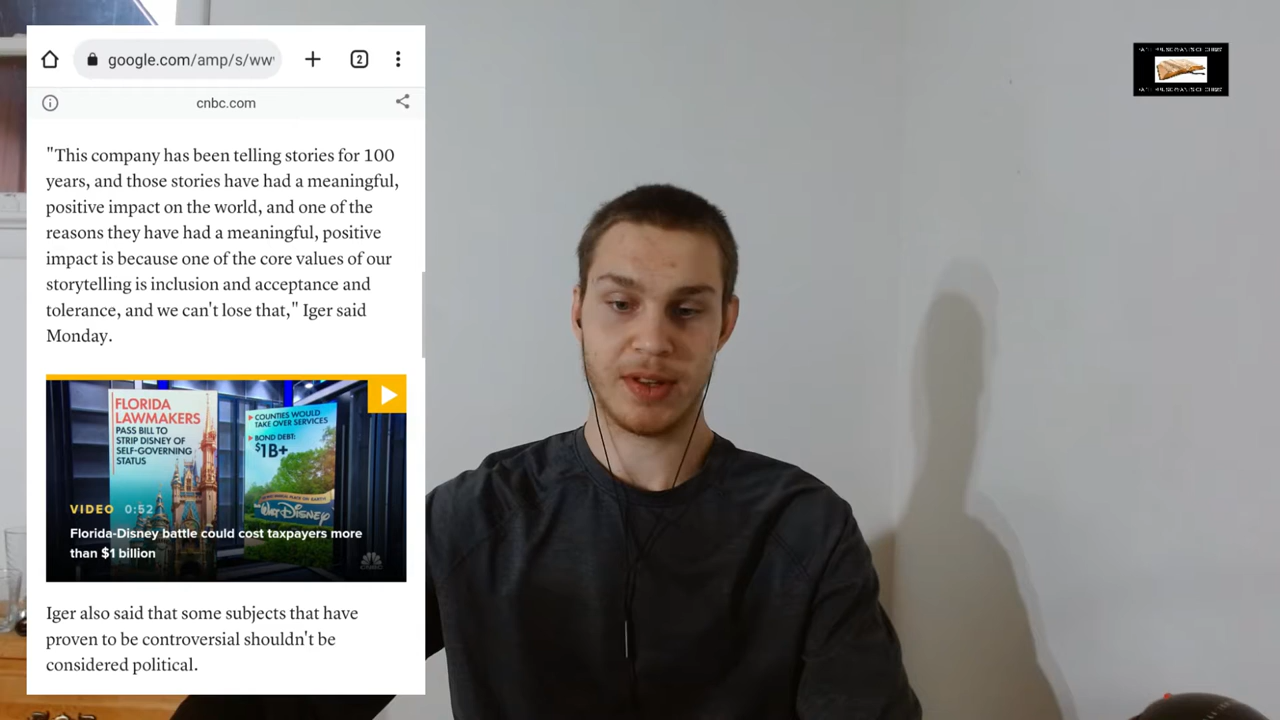 google.com/amp/s/ww
2
cnbc.com
"This company has been telling stories for 100
years, and those stories have had a meaningful,
positive impact on the world, and one of the
reasons they have had a meaningful, positive
impact is because one of the core values of our
storytelling is inclusion and acceptance and
tolerance, and we can't lose that," Iger said
Monday.
FLORIDA
LAWMAKERS
PASS BILL TO
STRIP DISNEY OF
SELF-GOVERNING
STATUS
COUNTIES WOULD
TAKE OVER SERVICES
BOND DEBT:
$1B+
Walt Disney
VIDEO 0:52
Florida-Disney battle could cost taxpayers more
than $1 billion
CNBC
Iger also said that some subjects that have
proven to be controversial shouldn't be
considered political.